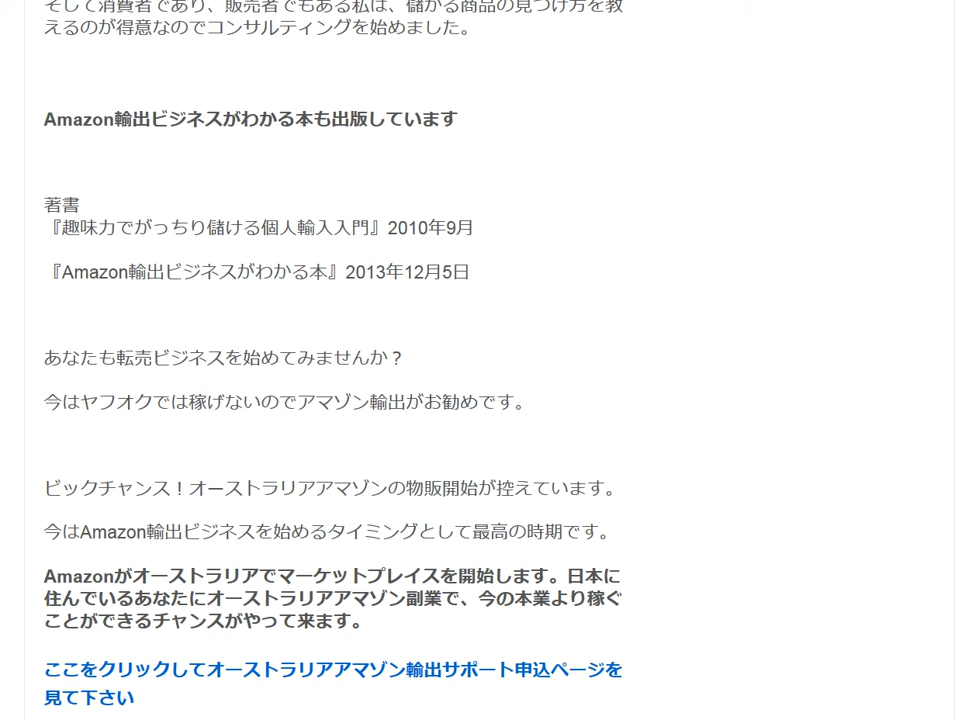 そして消費者であり、販売者でもある私は、儲かる商品の見つけ方を教
えるのが得意なのでコンサルティングを始めました。
Amazon輸出ビジネスがわかる本も出版しています
著書
『趣味力でがっちり儲ける個人輸入入門』2010年9月
『Amazon輸出ビジネスがわかる本』2013年12月5日
あなたも転売ビジネスを始めてみませんか？
今はヤフオクでは稼げないのでアマゾン輸出がお勧めです。
ビックチャンス！オーストラリアアマゾンの物販開始が控えています。
今はAmazon輸出ビジネスを始めるタイミングとして最高の時期です。
Amazonがオーストラリアでマーケットプレイスを開始します。日本に
住んでいるあなたにオーストラリアアマゾン副業で、今の本業より稼ぐ
ことができるチャンスがやって来ます。
ここをクリックしてオーストラリアアマゾン輸出サポート申込ページを
見て下さい